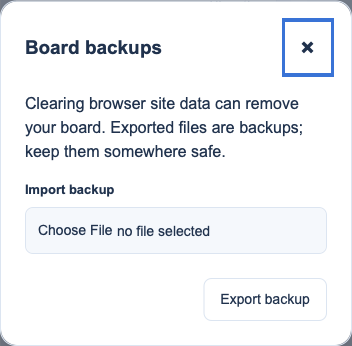 Board backups
×
Clearing browser site data can remove
your board. Exported files are backups;
keep them somewhere safe.
Import backup
Choose File no file selected
Export backup